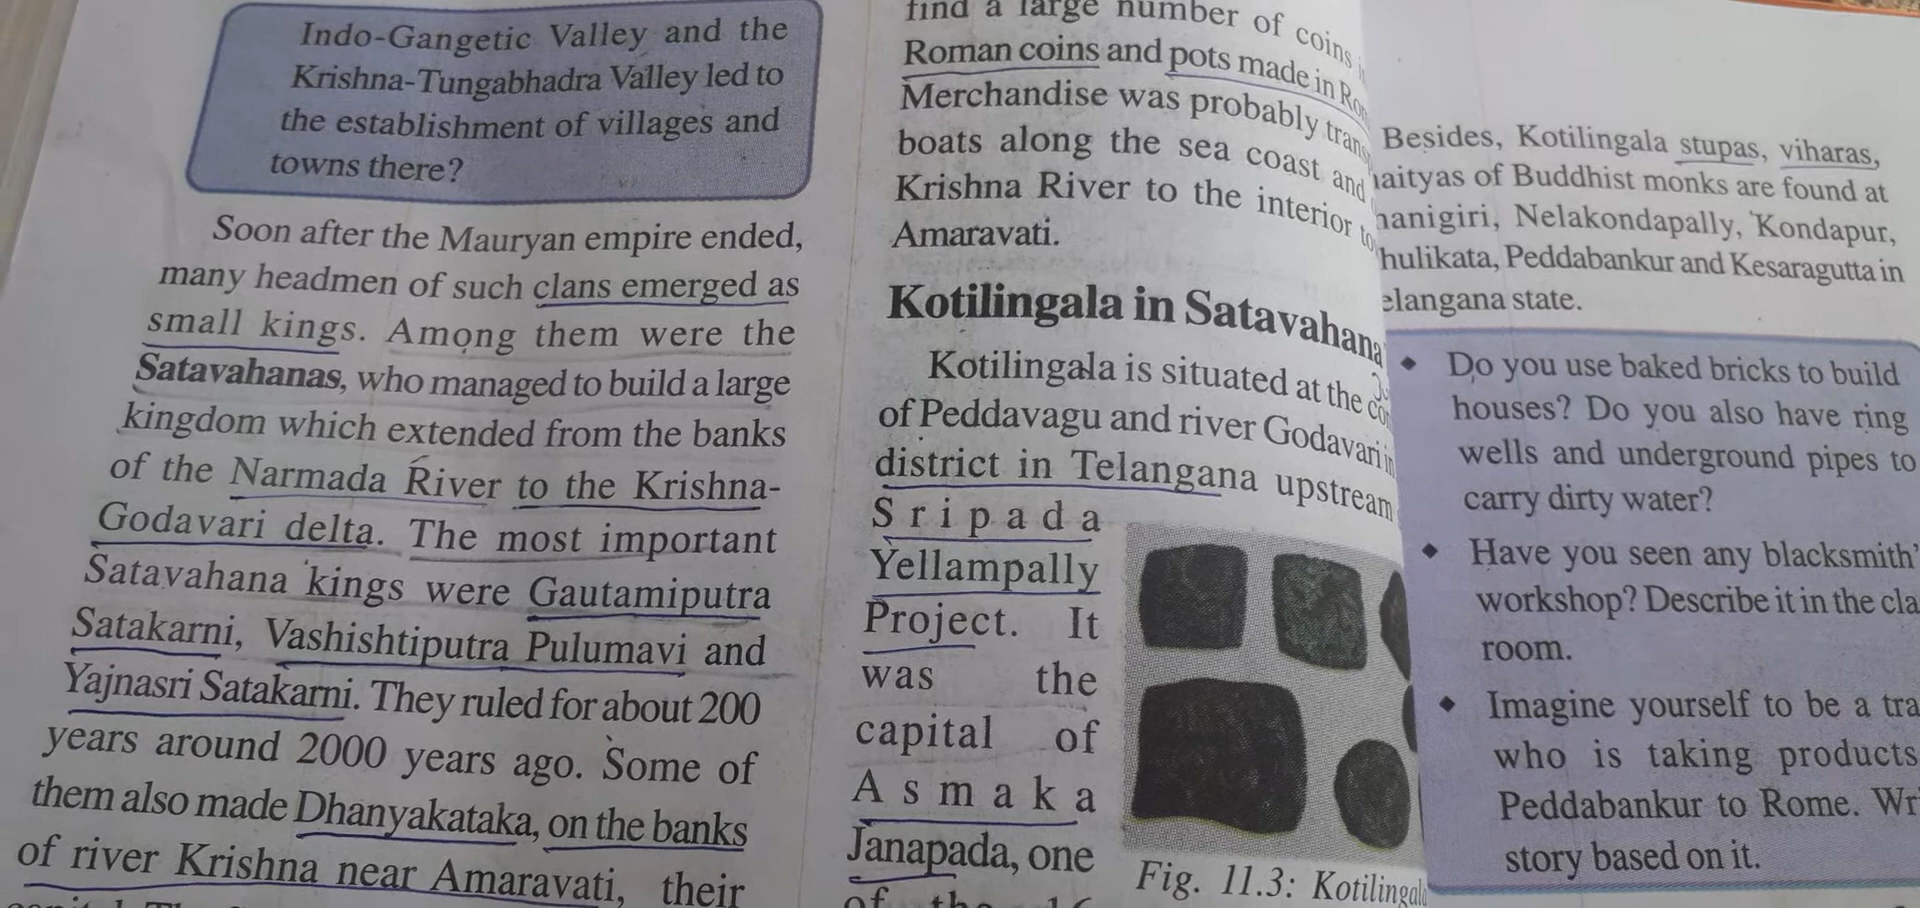 Indo-Gangetic Valley and the
Krishna-Tungabhadra Valley led to
the establishment of villages and
towns there?
Soon after the Mauryan empire ended,
many headmen of such clans emerged as
small kings. Among them were the
Satavahanas, who managed to build a large
kingdom which extended from the banks
of the Narmada River to the Krishna-
Godavari delta. The most important
Satavahana kings were Gautamiputra
Satakarni, Vashishtiputra Pulumavi and
Yajnasri Satakarni. They ruled for about 200
years around 2000 years ago. Some of
them also made Dhanyakataka, on the banks
of river Krishna near Amaravati, their
find a large number of coins
Roman coins and pots made in
Merchandise was probably
boats along the sea coast and
Krishna River to the interior
Amaravati.
Kotilingala in Satavahana
Kotilingala is situated at the
of Peddavagu and river Godavari in
district in Telangana upstream
Sripada
Yellampally
Project. It
was the
capital of
Asmaka
Janapada, one
of the 16
Fig. 11.3: Kotilingala
Besides, Kotilingala stupas, viharas,
of Buddhist monks are found at
Nelakondapally, Kondapur,
Peddabankur and Kesaragutta in
state.
Do you use baked bricks to build
houses? Do you also have ring
wells and underground pipes to
carry dirty water?
Have you seen any blacksmith'
workshop? Describe it in the
room.
Imagine yourself to be a
who is taking products
Peddabankur to Rome.
story based on it.